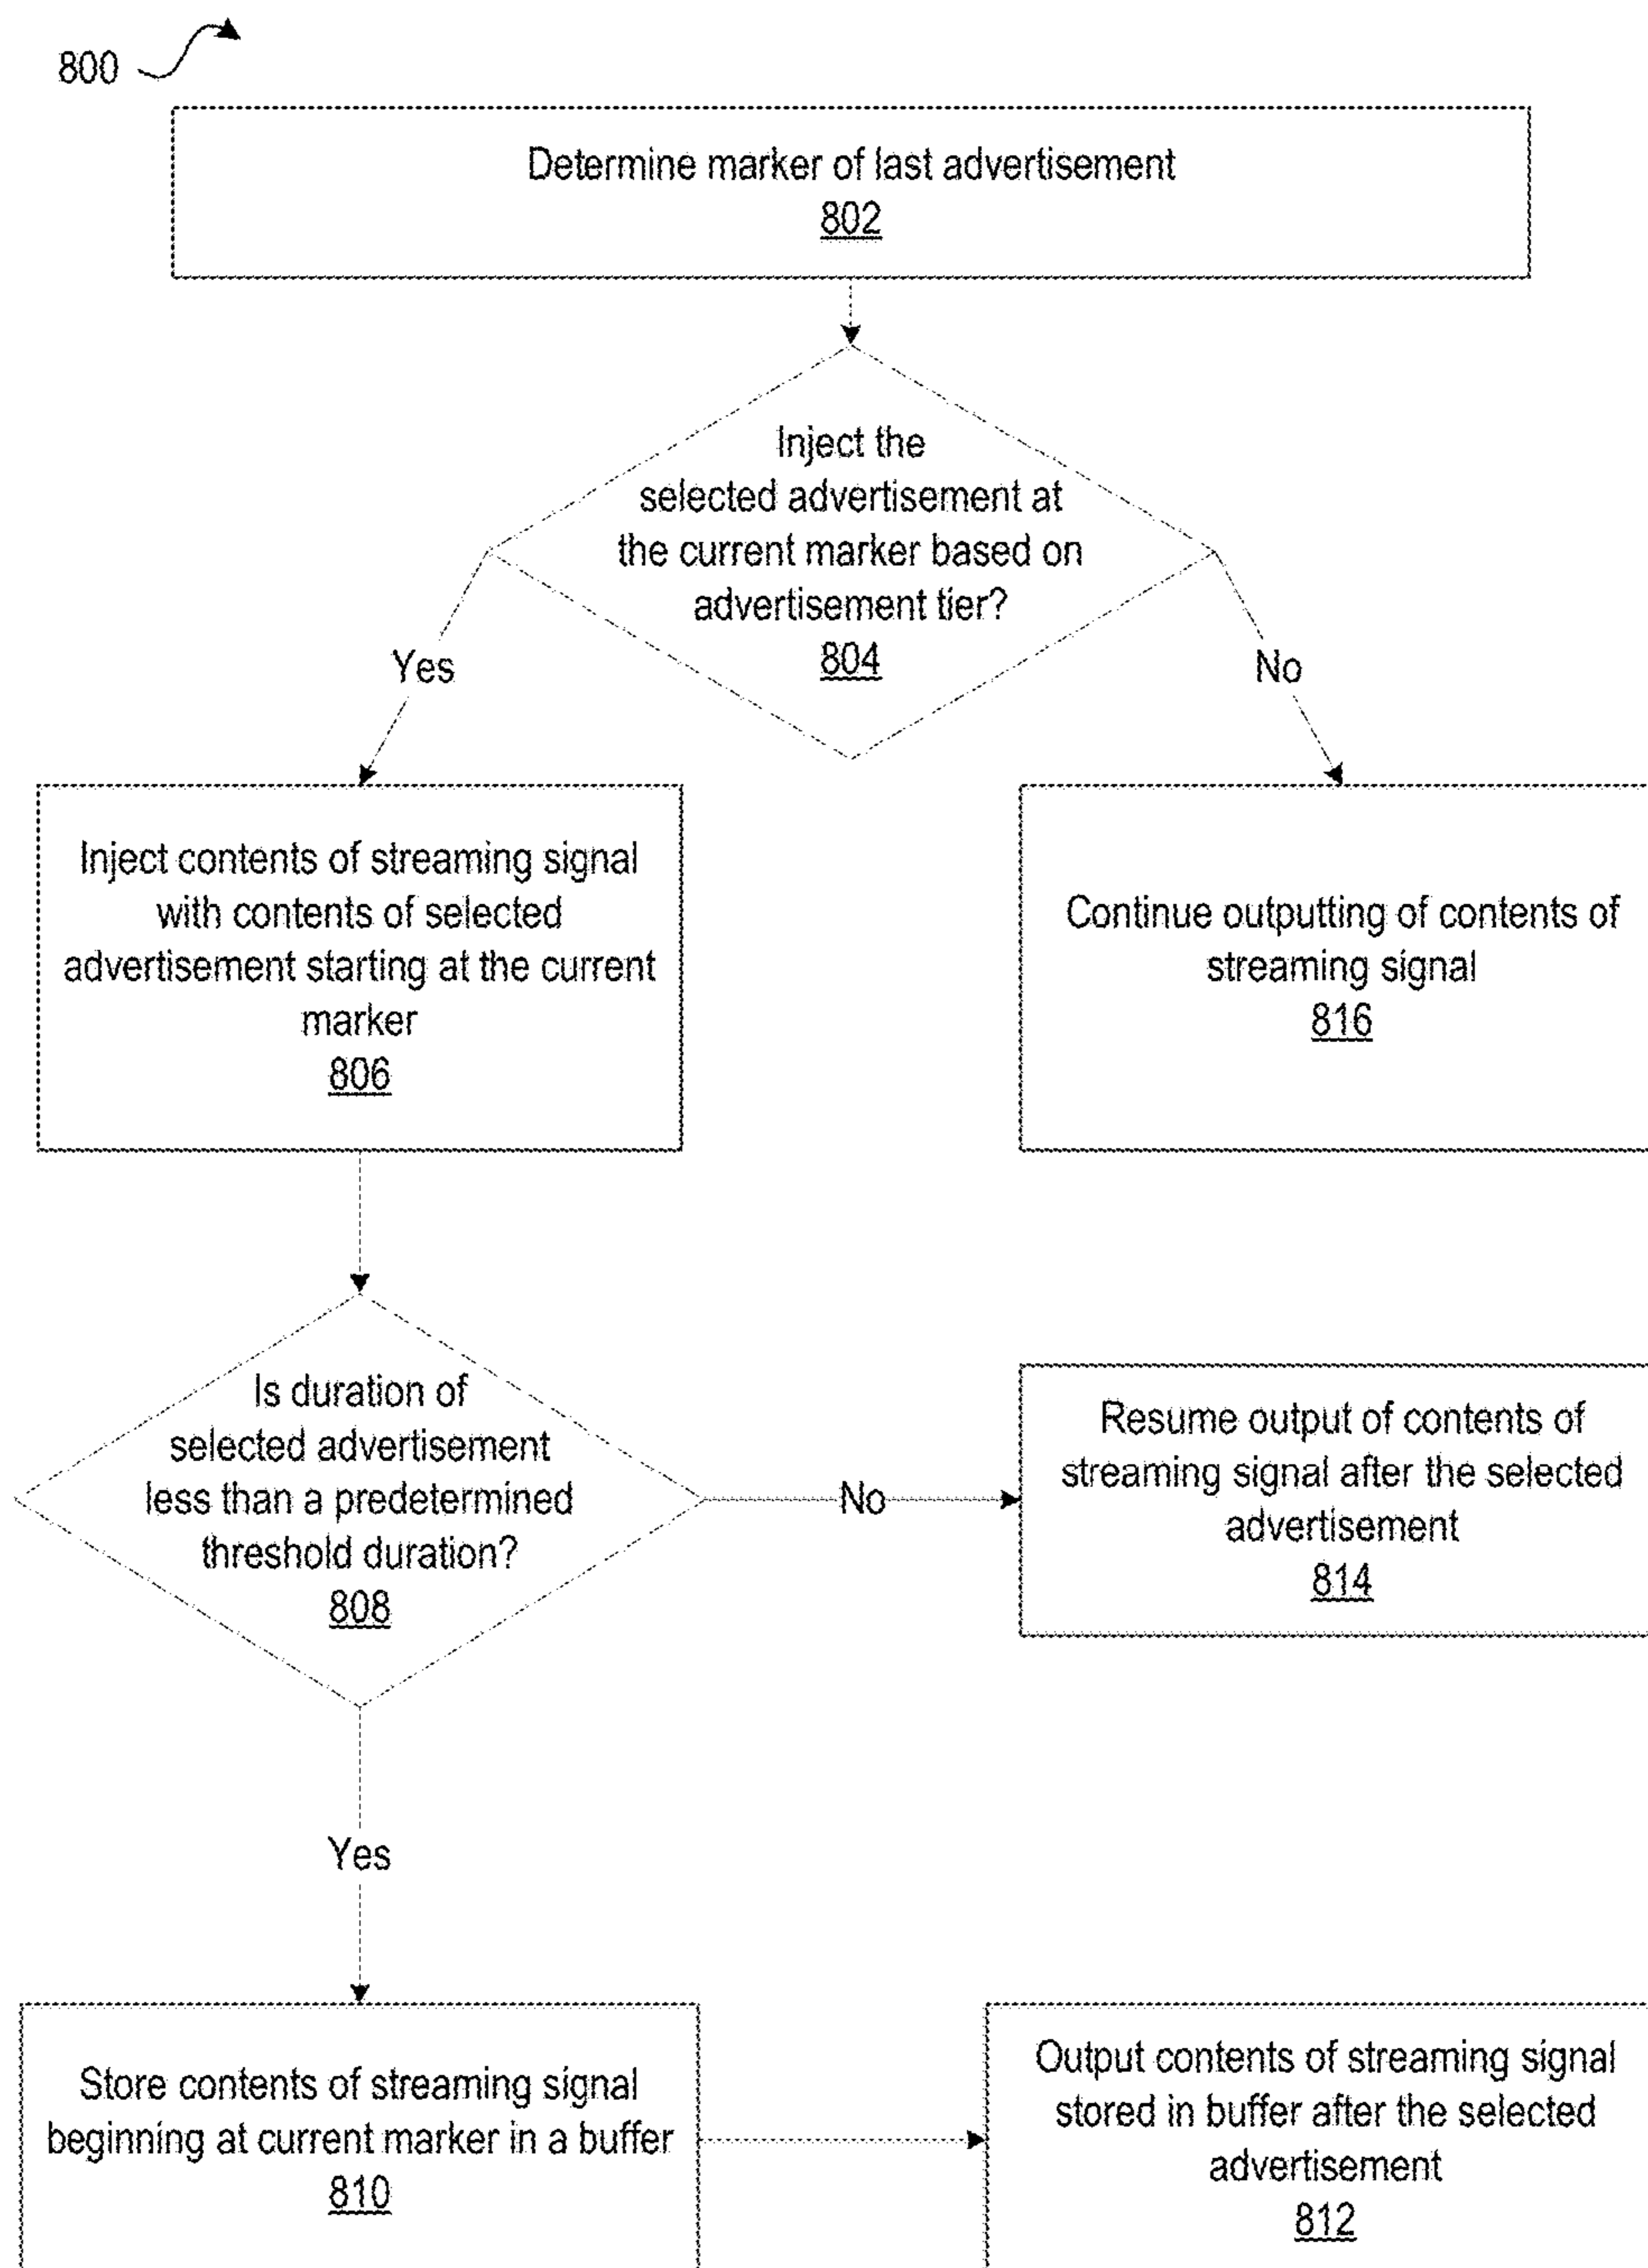 800
Determine marker of last advertisement
802
Inject the
selected advertisement at
the current marker based on
advertisement tier?
804
Yes
No
Inject contents of streaming signal
with contents of selected
advertisement starting at the current
marker
806
Continue outputting of contents of
streaming signal
816
Is duration of
selected advertisement
less than a predetermined
threshold duration?
808
No
Resume output of contents of
streaming signal after the selected
advertisement
814
Yes
Store contents of streaming signal
beginning at current marker in a buffer
810
Output contents of streaming signal
stored in buffer after the selected
advertisement
812